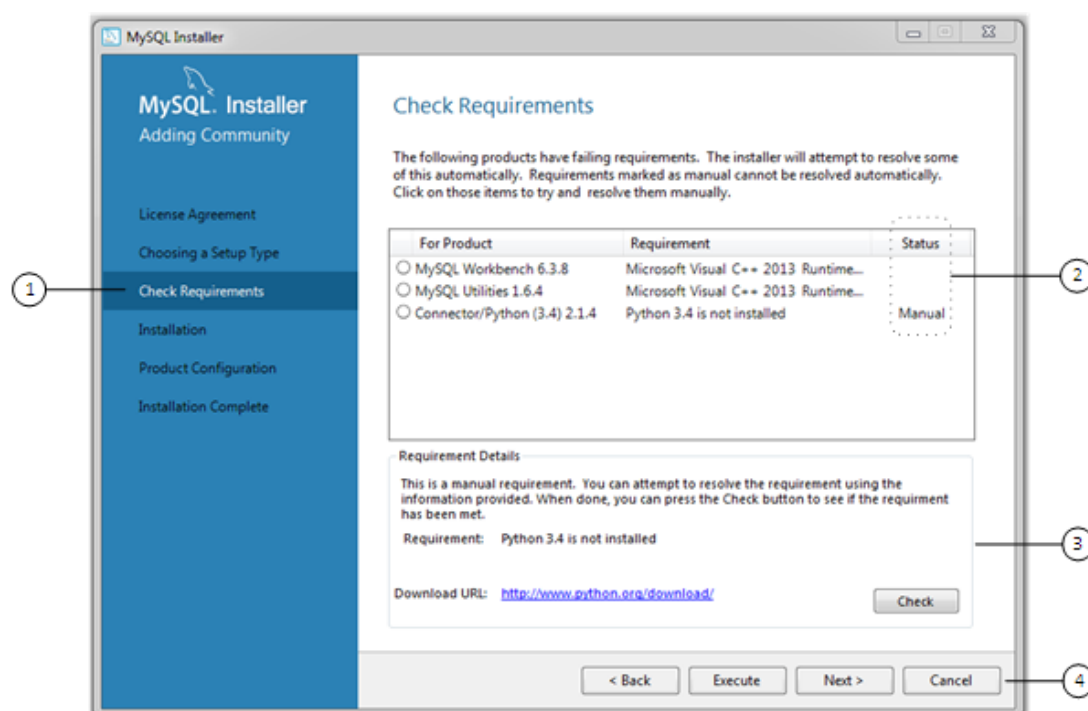 MySQL Installer
MySQL. Installer
Adding Community
License Agreement
Choosing a Setup Type
Check Requirements
Installation
Product Configuration
Installation Complete
Check Requirements
The following products have failing requirements. The installer will attempt to resolve some
of this automatically. Requirements marked as manual cannot be resolved automatically.
Click on those items to try and resolve them manually.
For Product Requirement Status
MySQL Workbench 6.3.8 Microsoft Visual C++ 2013 Runtime...
MySQL Utilities 1.6.4 Microsoft Visual C++ 2013 Runtime...
Connector/Python (3.4) 2.1.4 Python 3.4 is not installed Manual
Requirement Details
This is a manual requirement. You can attempt to resolve the requirement using the
information provided. When done, you can press the Check button to see if the requirment
has been met.
Requirement: Python 3.4 is not installed
Download URL: http://www.python.org/download/
Check
< Back Execute Next > Cancel
1
2
3
4